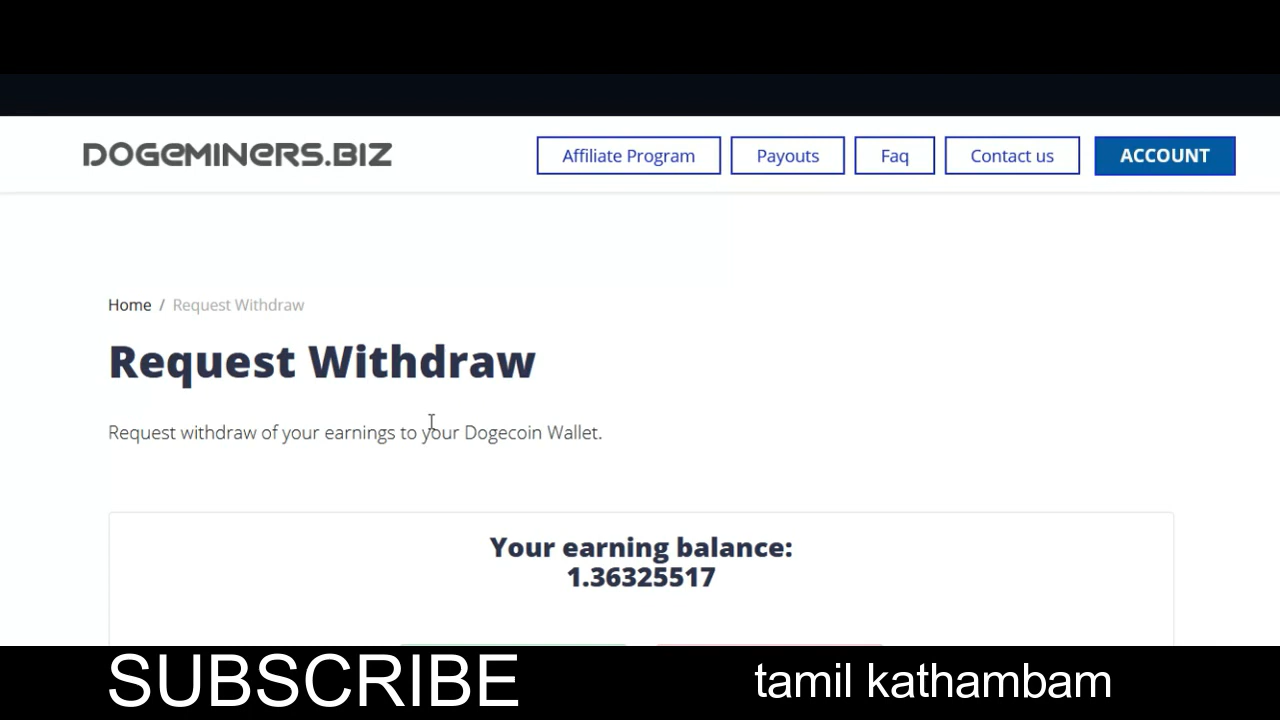 DOGEMINERS.BIZ
Affiliate Program
Payouts
Faq
Contact us
ACCOUNT
Home / Request Withdraw
Request Withdraw
Request withdraw of your earnings to your Dogecoin Wallet.
Your earning balance:
1.36325517
SUBSCRIBE
tamil kathambam